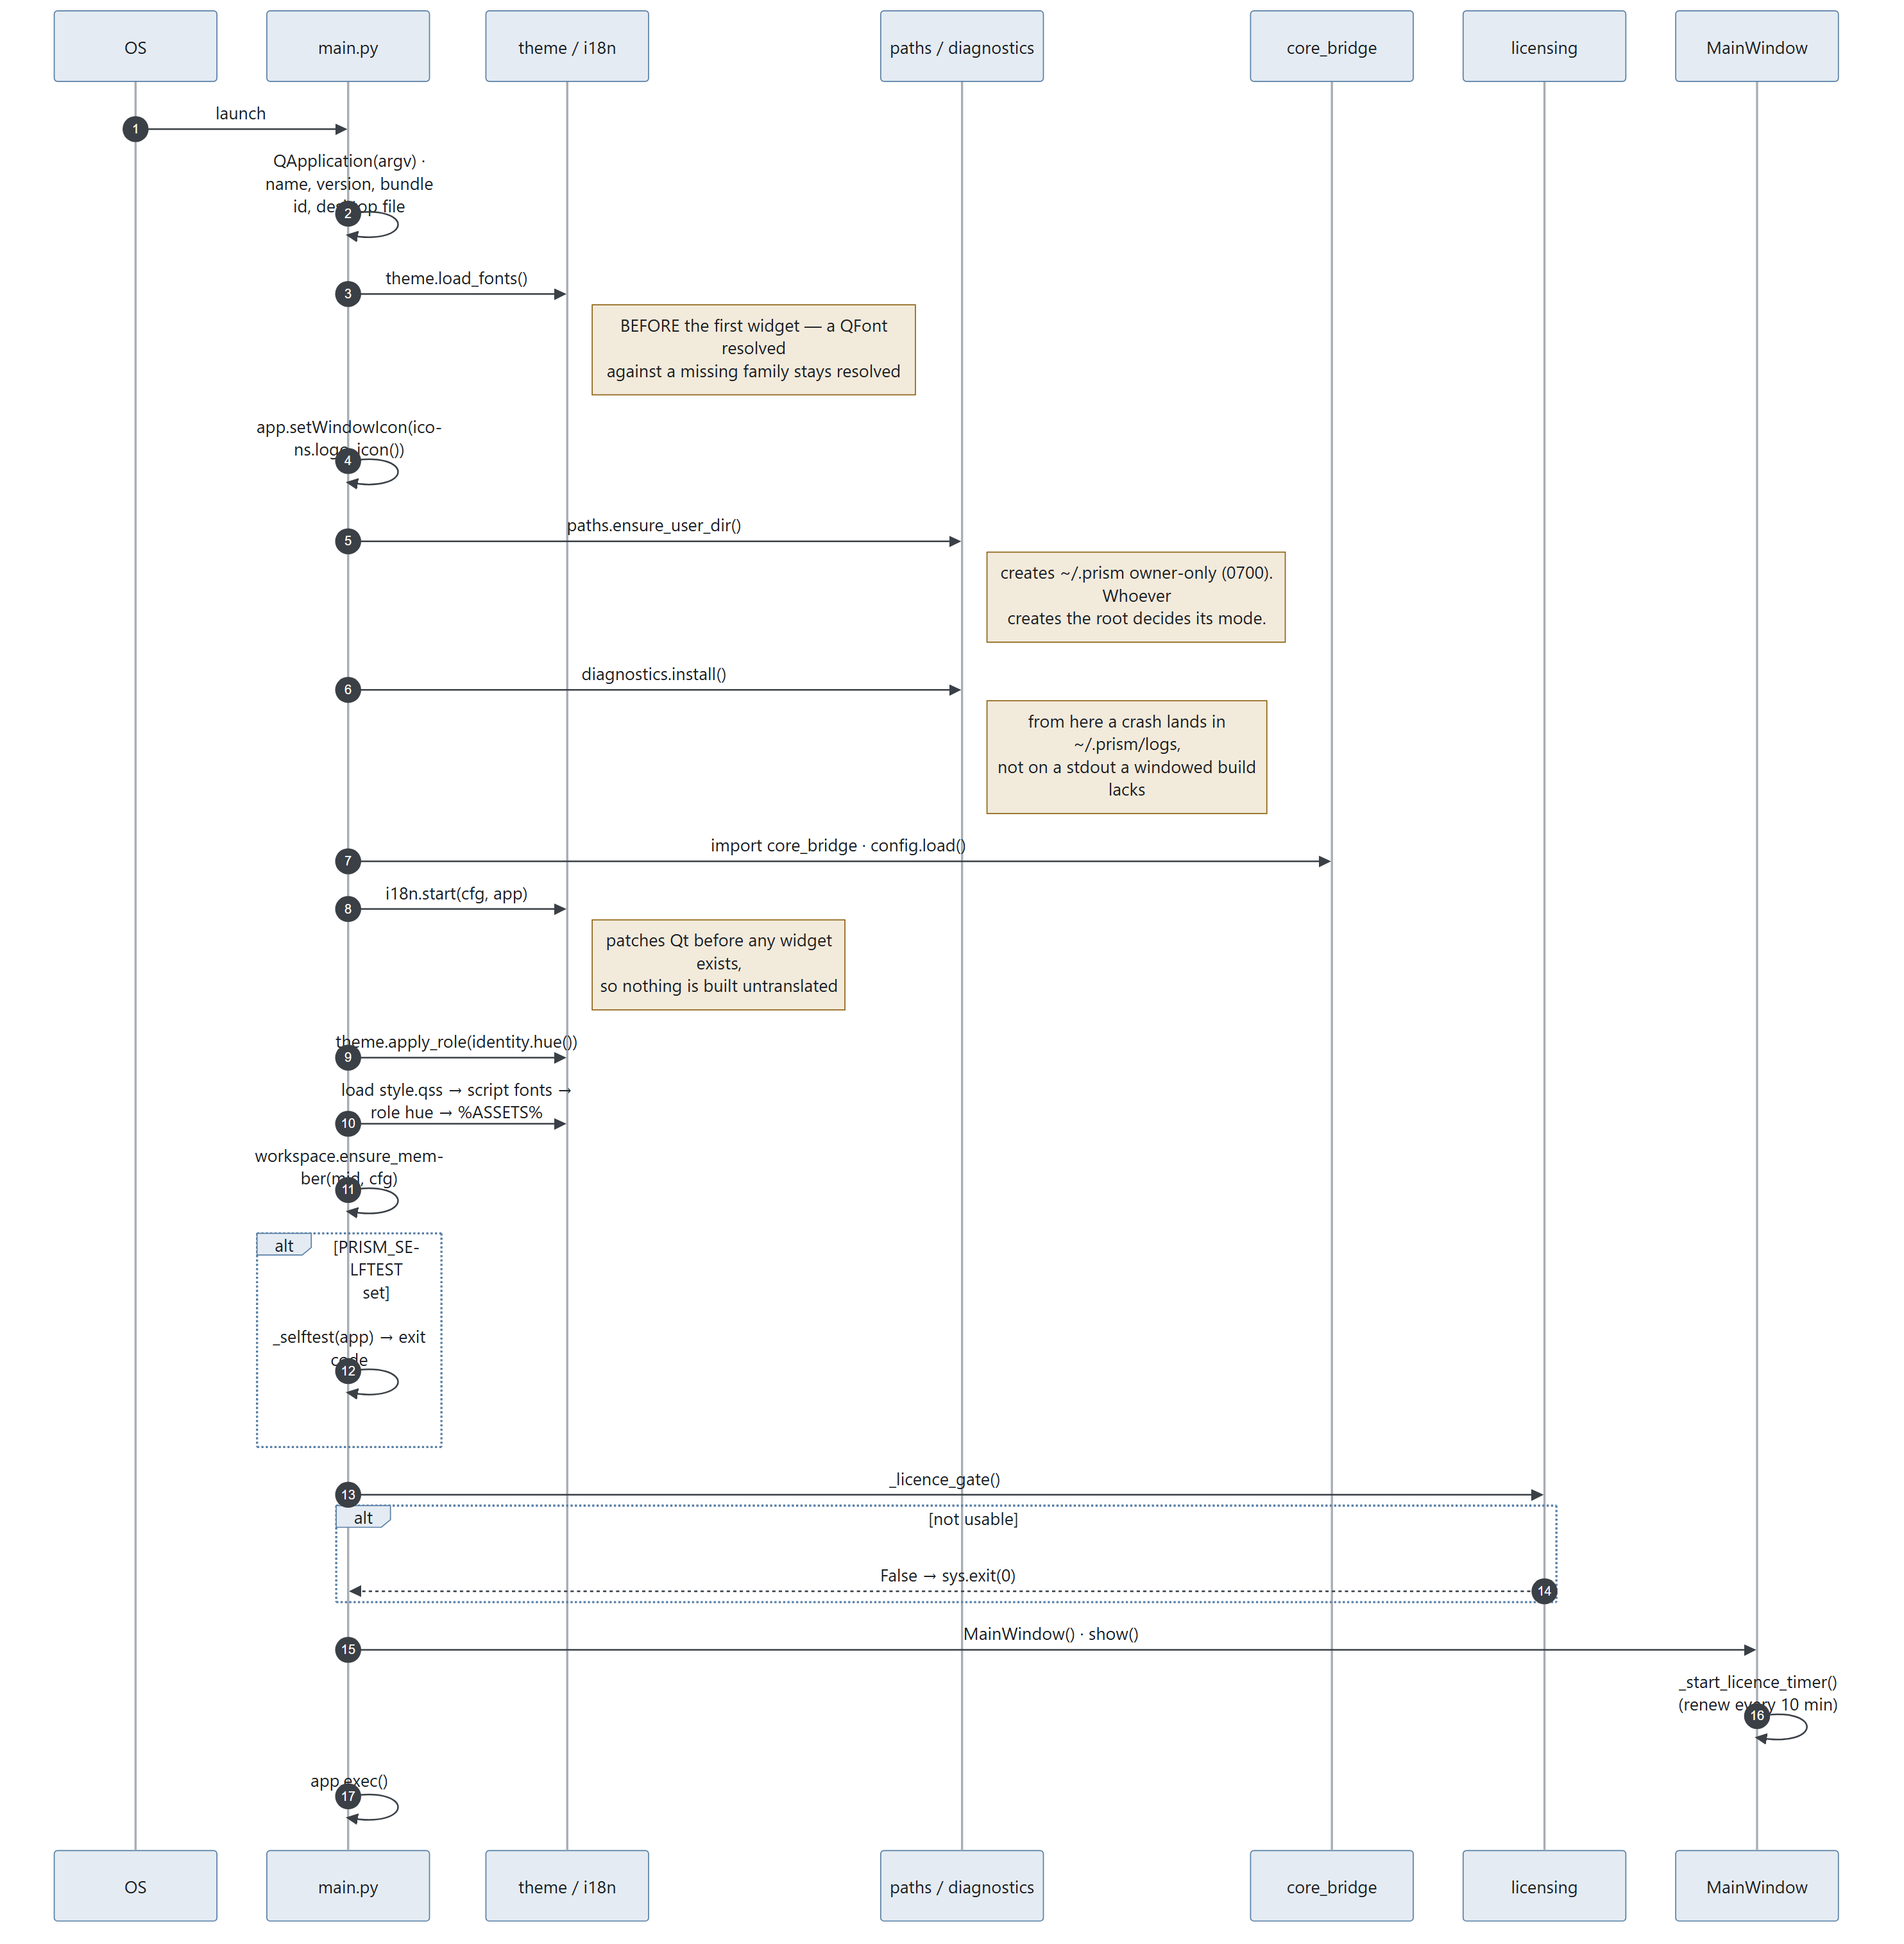 OS
main.py
theme / i18n
paths / diagnostics
core_bridge
licensing
MainWindow
launch
1
QApplication(argv) ·
name, version, bundle
id, desktop file
2
theme.load_fonts()
3
BEFORE the first widget — a QFont
resolved
against a missing family stays resolved
app.setWindowIcon(ico-
ns.logo_icon())
4
paths.ensure_user_dir()
5
creates ~/.prism owner-only (0700).
Whoever
creates the root decides its mode.
diagnostics.install()
6
from here a crash lands in
~/.prism/logs,
not on a stdout a windowed build
lacks
import core_bridge · config.load()
7
i18n.start(cfg, app)
8
patches Qt before any widget
exists,
so nothing is built untranslated
theme.apply_role(identity.hue())
9
load style.qss → script fonts →
role hue → %ASSETS%
10
workspace.ensure_mem-
ber(mid, cfg)
11
alt
[PRISM_SE-
LFTEST
set]
_selftest(app) → exit
code
12
_licence_gate()
13
alt
[not usable]
False → sys.exit(0)
14
MainWindow() · show()
15
_start_licence_timer()
(renew every 10 min)
16
app.exec()
17
OS
main.py
theme / i18n
paths / diagnostics
core_bridge
licensing
MainWindow